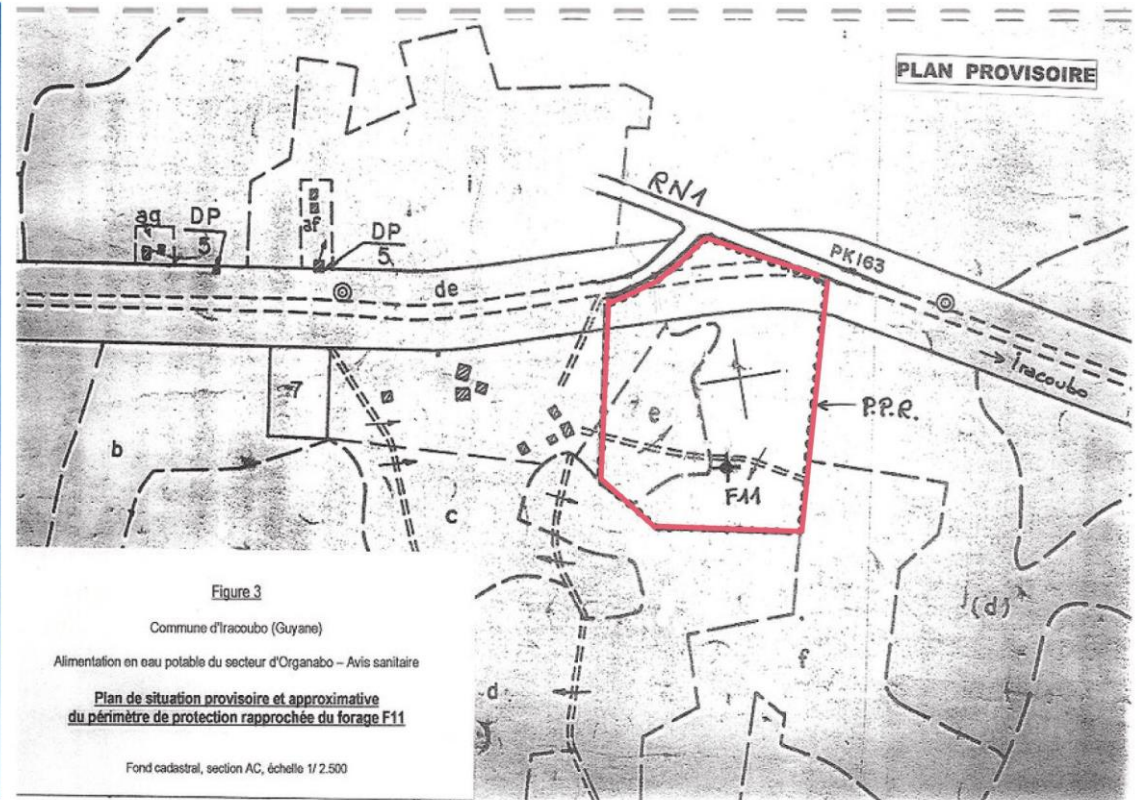 PLAN PROVISOIRE
RN1
i
ag
DP
5
af
DP
5
PK163
de
Iracoubo
7
e
P.P.R.
b
F11
c
(d)
f
d
Figure 3
Commune d'Iracoubo (Guyane)
Alimentation en eau potable du secteur d'Organabo – Avis sanitaire
Plan de situation provisoire et approximative
du périmètre de protection rapprochée du forage F11
Fond cadastral, section AC, échelle 1/ 2.500